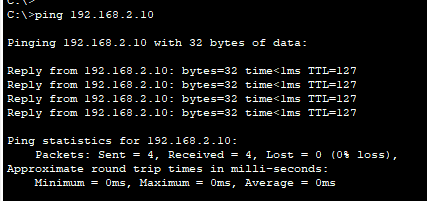 C:\>
C:\>ping 192.168.2.10
Pinging 192.168.2.10 with 32 bytes of data:
Reply from 192.168.2.10: bytes=32 time<1ms TTL=127
Reply from 192.168.2.10: bytes=32 time<1ms TTL=127
Reply from 192.168.2.10: bytes=32 time<1ms TTL=127
Reply from 192.168.2.10: bytes=32 time<1ms TTL=127
Ping statistics for 192.168.2.10:
Packets: Sent = 4, Received = 4, Lost = 0 (0% loss),
Approximate round trip times in milli-seconds:
Minimum = 0ms, Maximum = 0ms, Average = 0ms